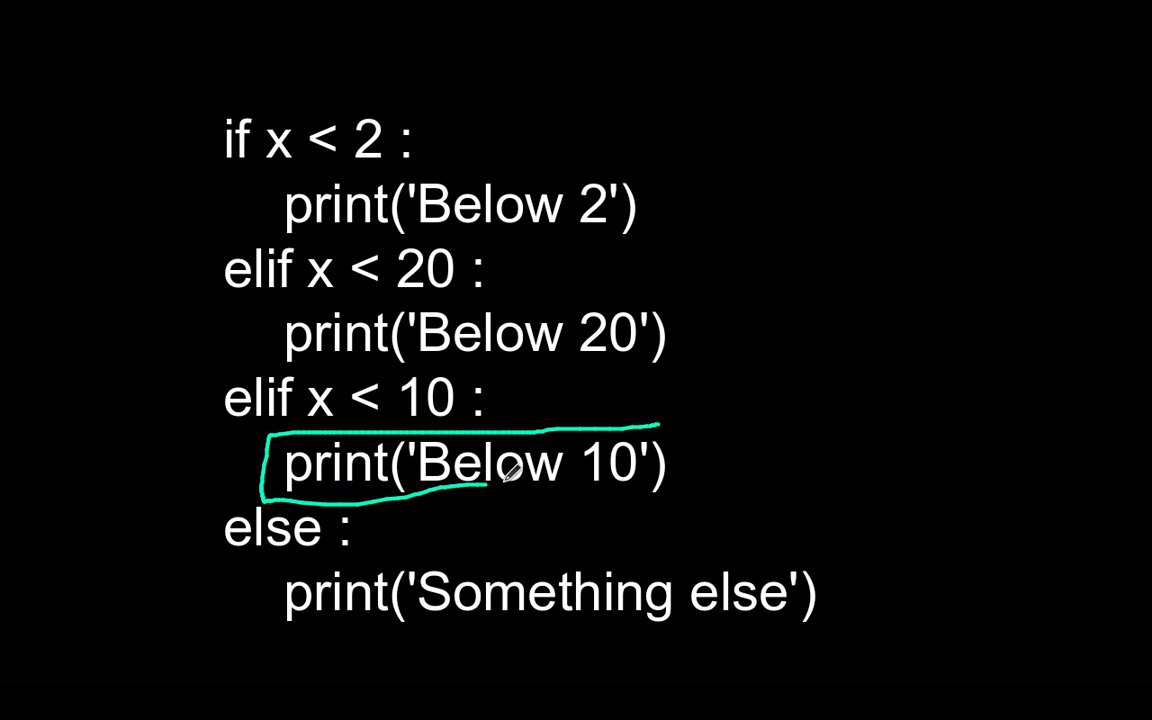 if x < 2 :
print('Below 2')
elif x < 20 :
print('Below 20')
elif x < 10 :
print('Below 10')
else :
print('Something else')